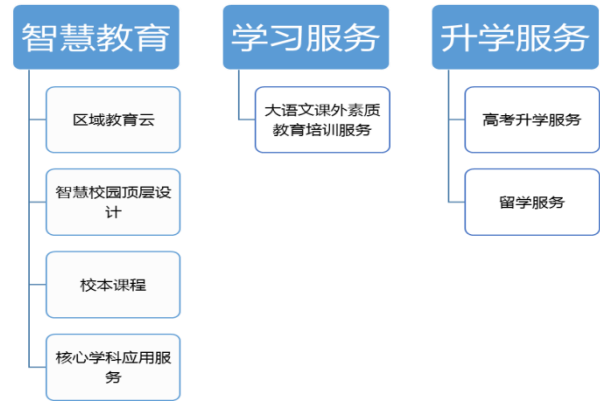 智慧教育
区域教育云
智慧校园顶层设
计
校本课程
核心学科应用服
务
学习服务
大语文课外素质
教育培训服务
升学服务
高考升学服务
留学服务